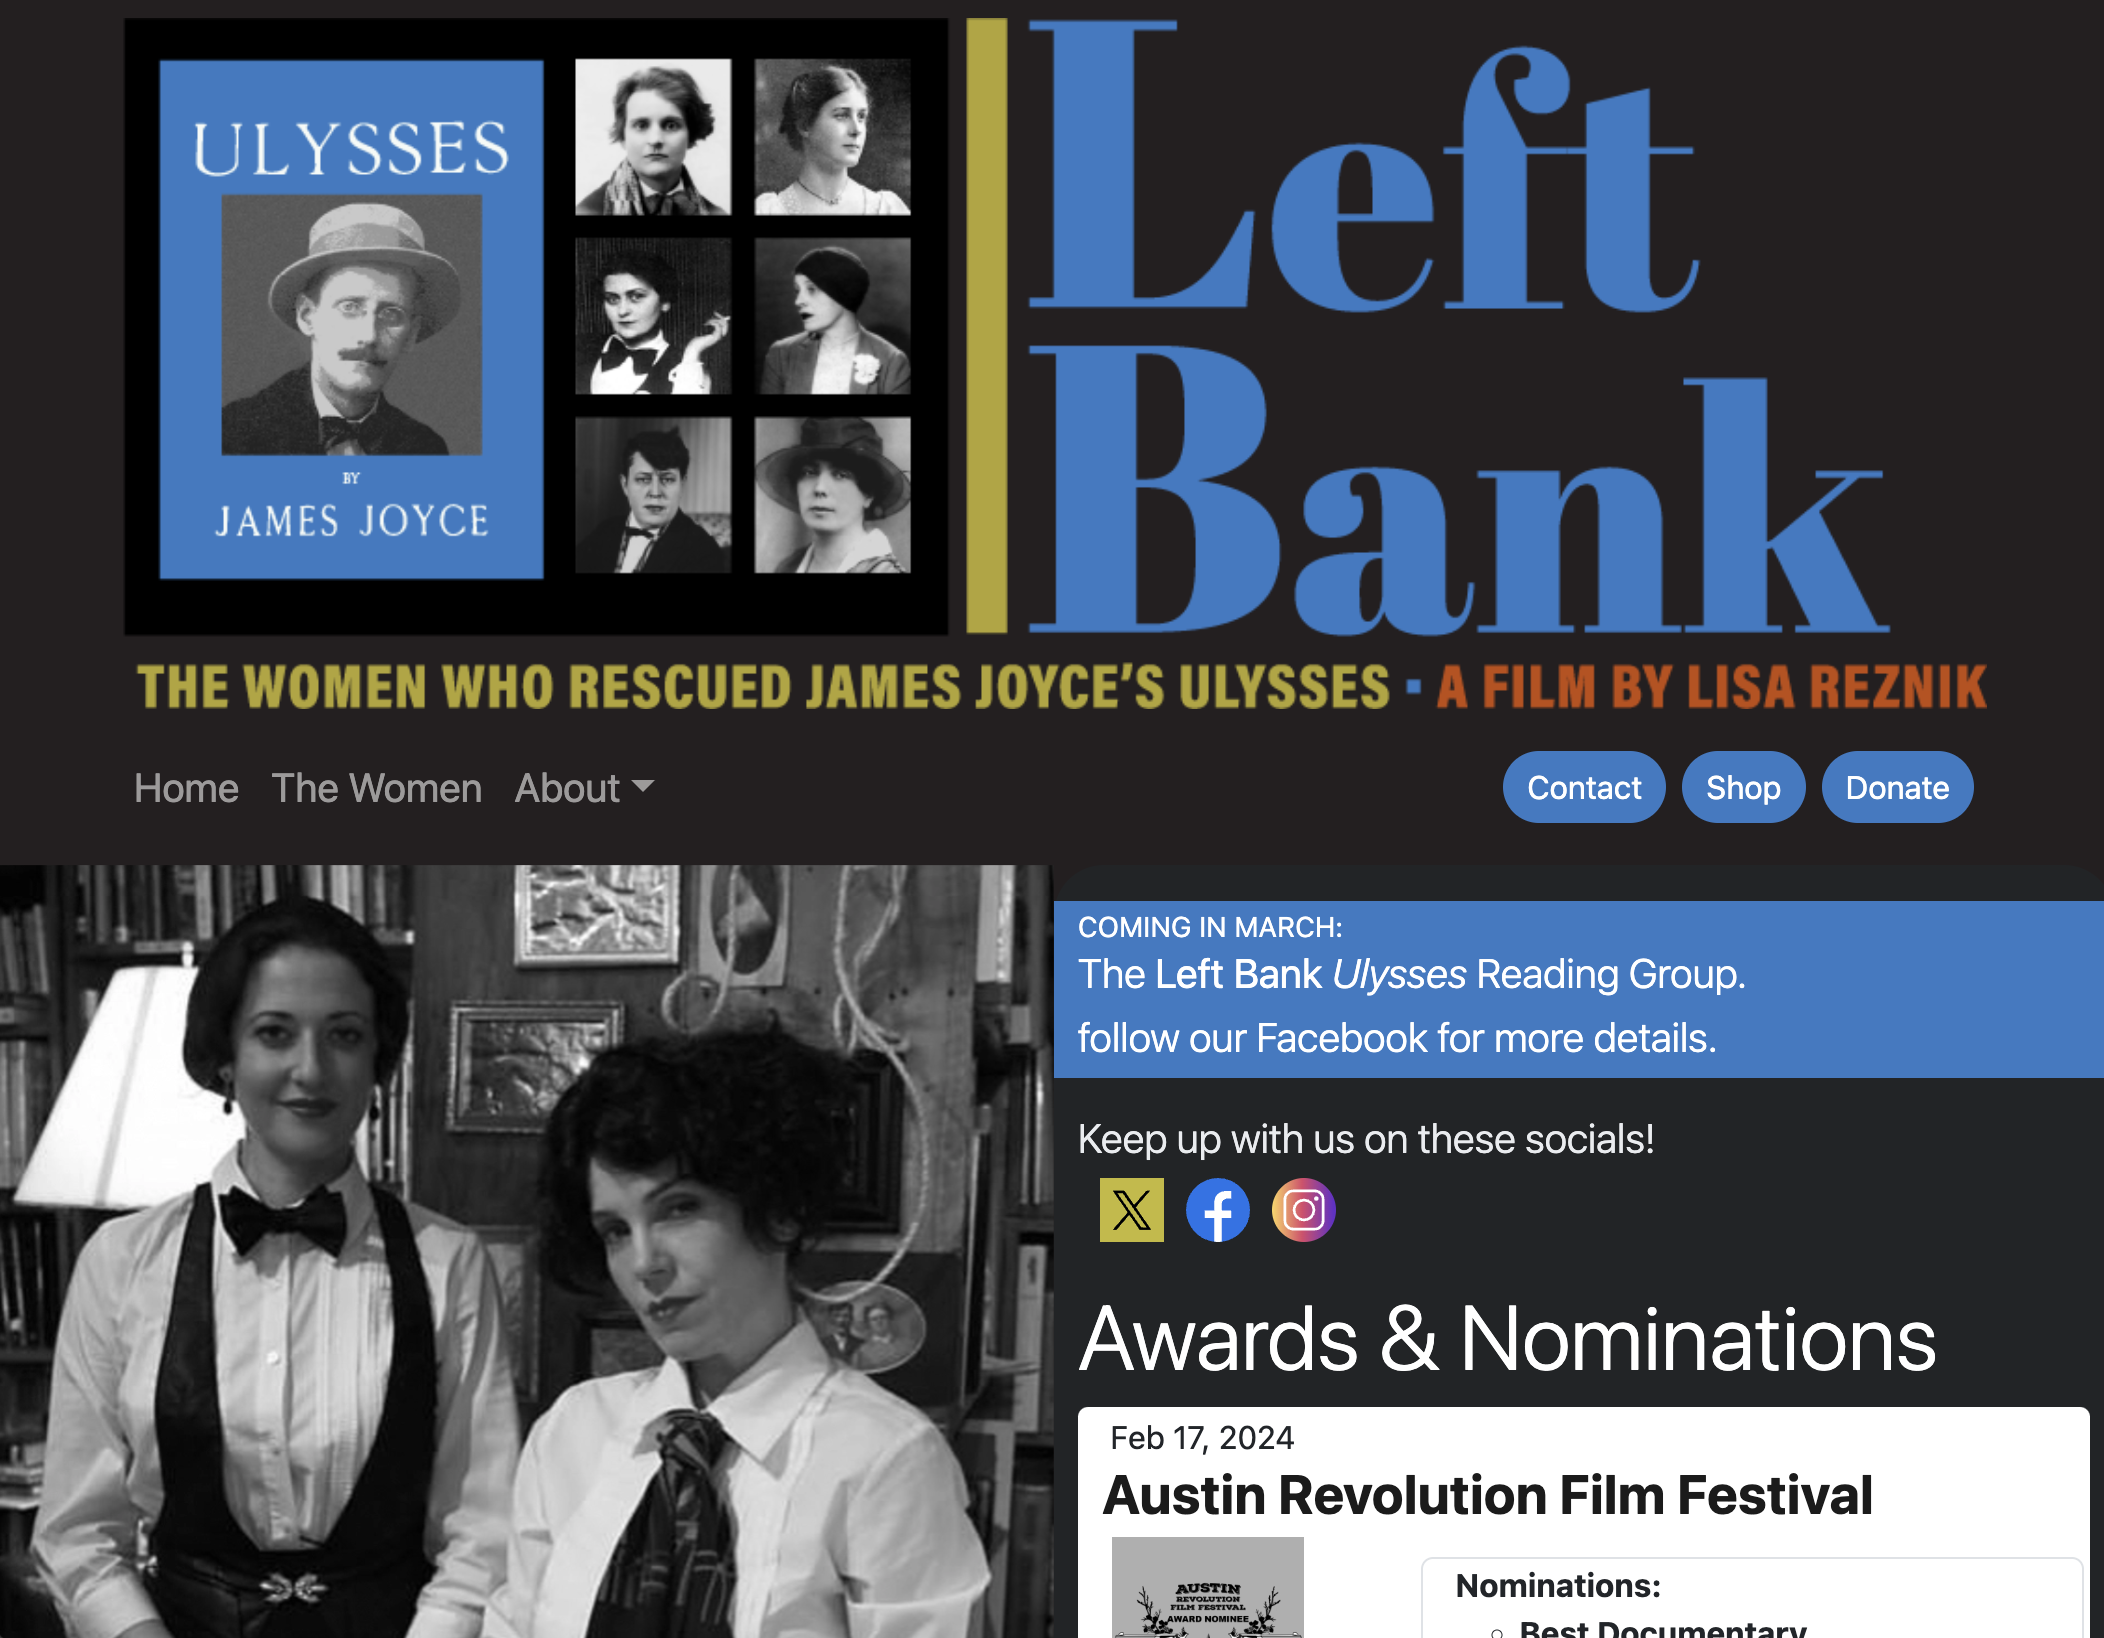 ULYSSES
BY
JAMES JOYCE
Left
Bank
THE WOMEN WHO RESCUED JAMES JOYCE'S ULYSSES ▪ A FILM BY LISA REZNIK
Home The Women About
Contact Shop Donate
COMING IN MARCH:
The Left Bank Ulysses Reading Group.
follow our Facebook for more details.
Keep up with us on these socials!
Awards & Nominations
Feb 17, 2024
Austin Revolution Film Festival
AUSTIN
REVOLUTION
FILM FESTIVAL
AWARD NOMINEE
Nominations:
Best Documentary